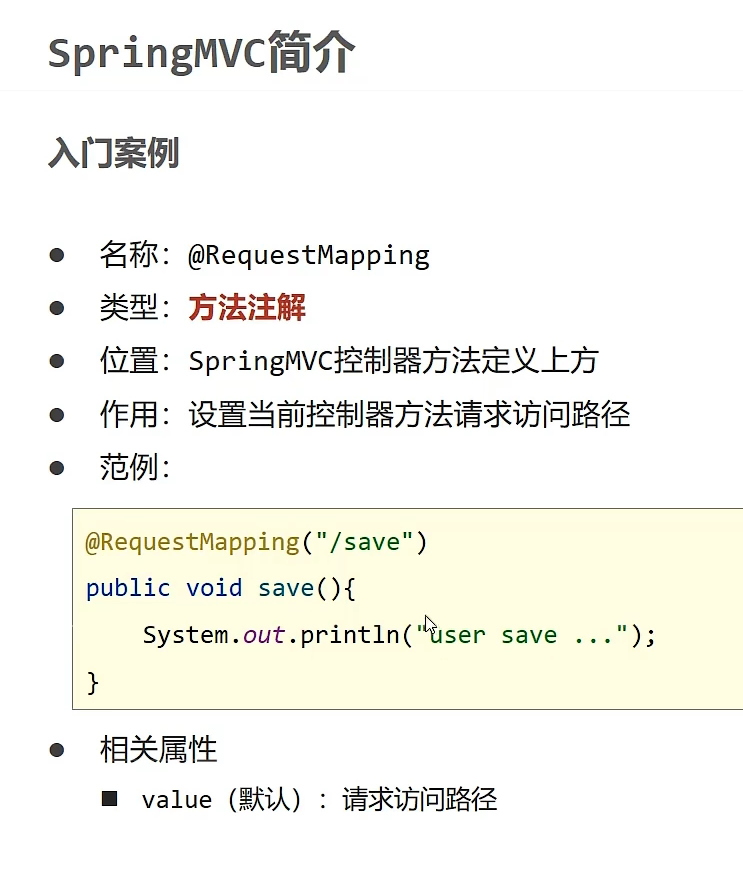 SpringMVC简介
入门案例
● 名称：@RequestMapping
● 类型：方法注解
● 位置：SpringMVC控制器方法定义上方
● 作用：设置当前控制器方法请求访问路径
● 范例：
@RequestMapping("/save")
public void save(){
    System.out.println("user save ...");
}
● 相关属性
■ value（默认）：请求访问路径